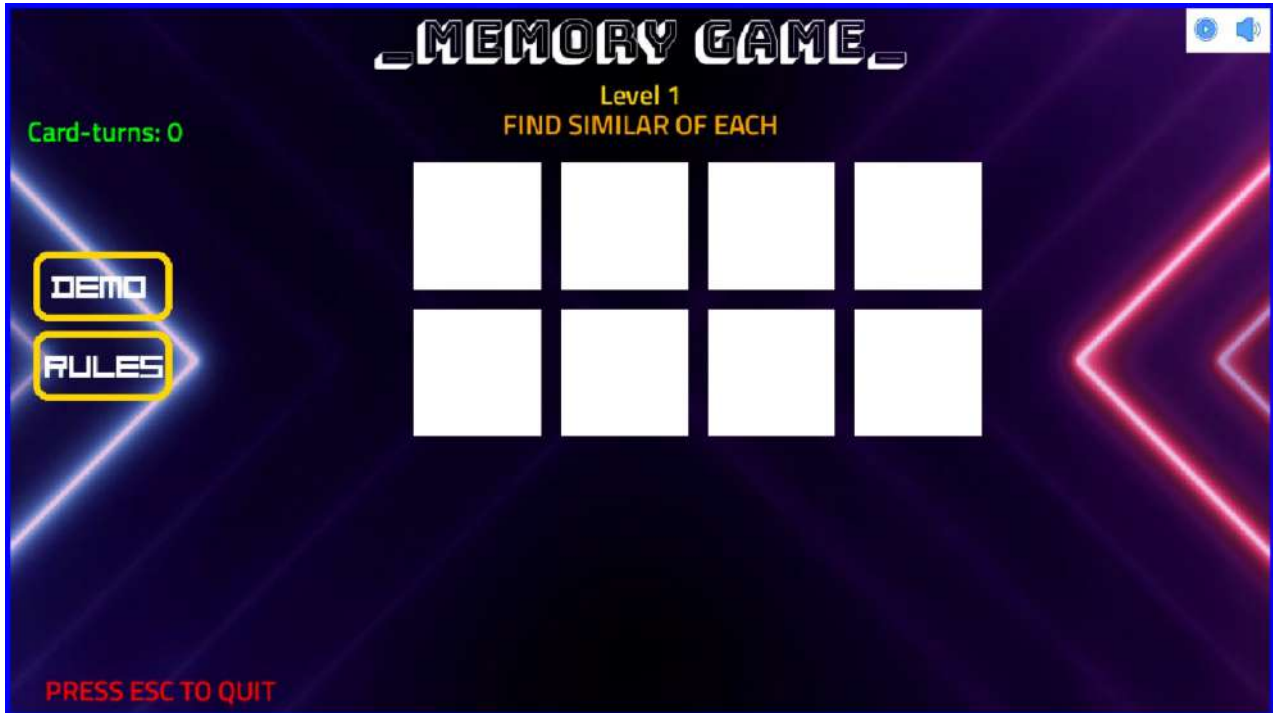 _MEMORY GAME_
Level 1
FIND SIMILAR OF EACH
Card-turns: 0
DEMO
RULES
PRESS ESC TO QUIT